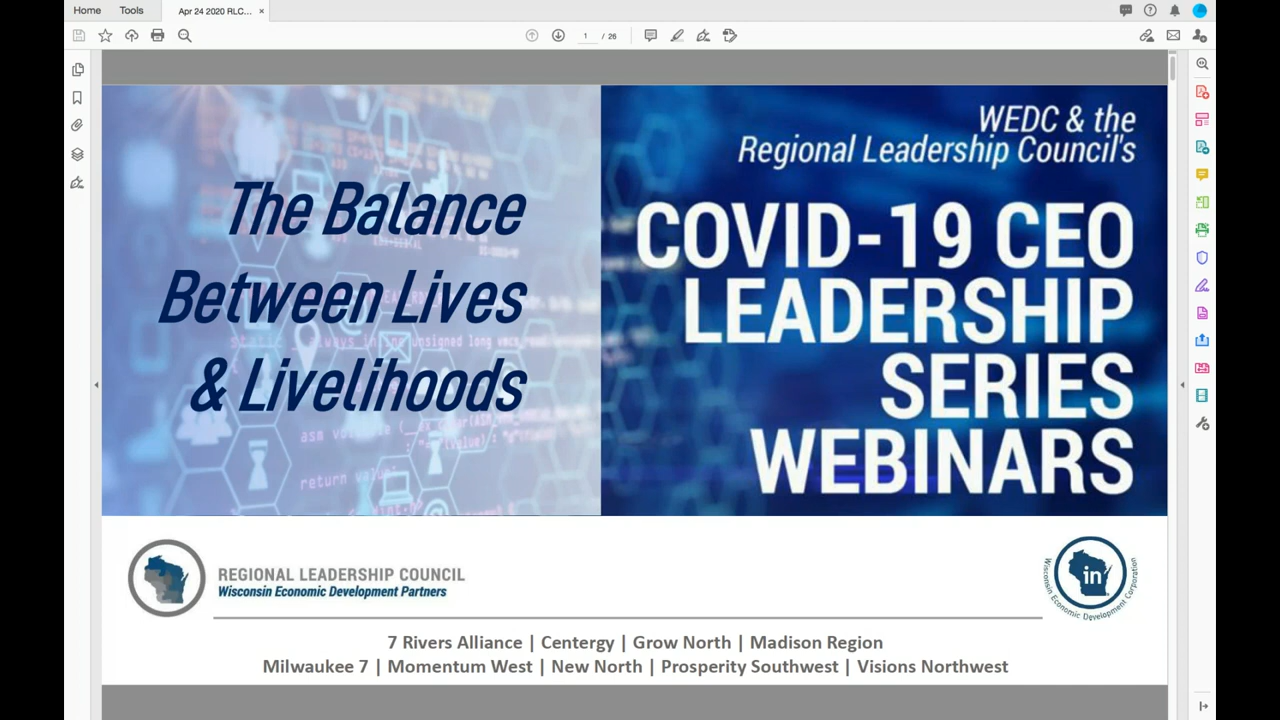 Home
Tools
Apr 24 2020 RLC... ×
1 / 26
The Balance
Between Lives
& Livelihoods
WEDC & the
Regional Leadership Council's
COVID-19 CEO
LEADERSHIP
SERIES
WEBINARS
return value
REGIONAL LEADERSHIP COUNCIL
Wisconsin Economic Development Partners
in
Wisconsin Economic Development Corporation
7 Rivers Alliance | Centergy | Grow North | Madison Region
Milwaukee 7 | Momentum West | New North | Prosperity Southwest | Visions Northwest